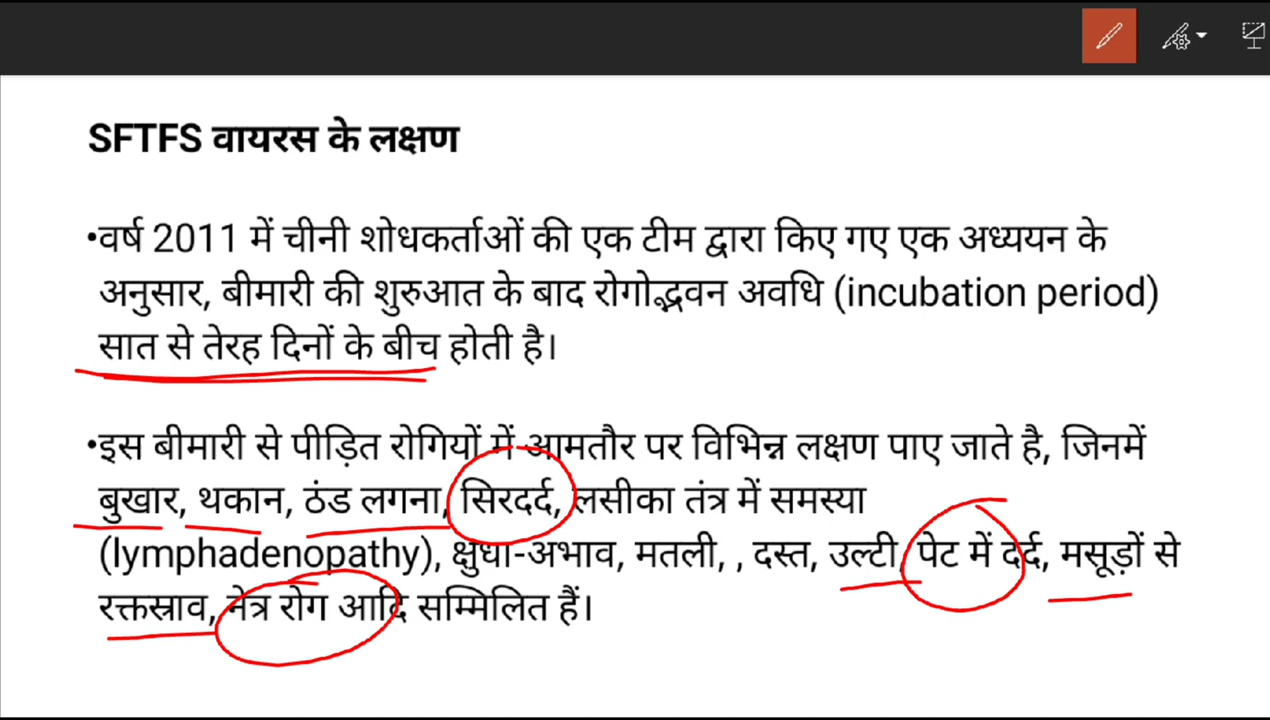 SFTFS वायरस के लक्षण
•वर्ष 2011 में चीनी शोधकर्ताओं की एक टीम द्वारा किए गए एक अध्ययन के
अनुसार, बीमारी की शुरुआत के बाद रोगोद्भवन अवधि (incubation period)
सात से तेरह दिनों के बीच होती है।
•इस बीमारी से पीड़ित रोगियों में आमतौर पर विभिन्न लक्षण पाए जाते है, जिनमें
बुखार, थकान, ठंड लगना, सिरदर्द, लसीका तंत्र में समस्या
(lymphadenopathy), क्षुधा-अभाव, मतली, , दस्त, उल्टी, पेट में दर्द, मसूड़ों से
रक्तस्राव, नेत्र रोग आदि सम्मिलित हैं।